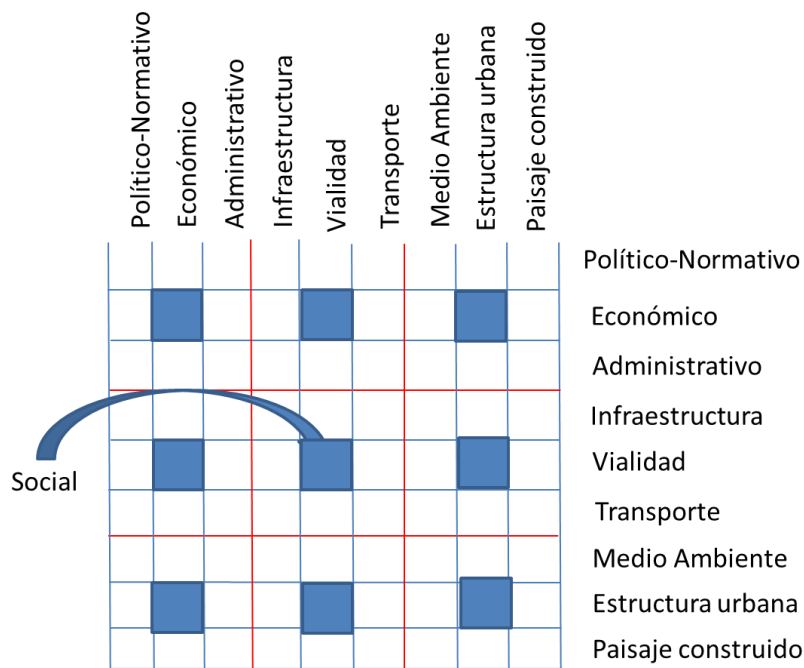 Político-Normativo
Económico
Administrativo
Infraestructura
Vialidad
Transporte
Medio Ambiente
Estructura urbana
Paisaje construido
Político-Normativo
Económico
Administrativo
Infraestructura
Vialidad
Social
Transporte
Medio Ambiente
Estructura urbana
Paisaje construido